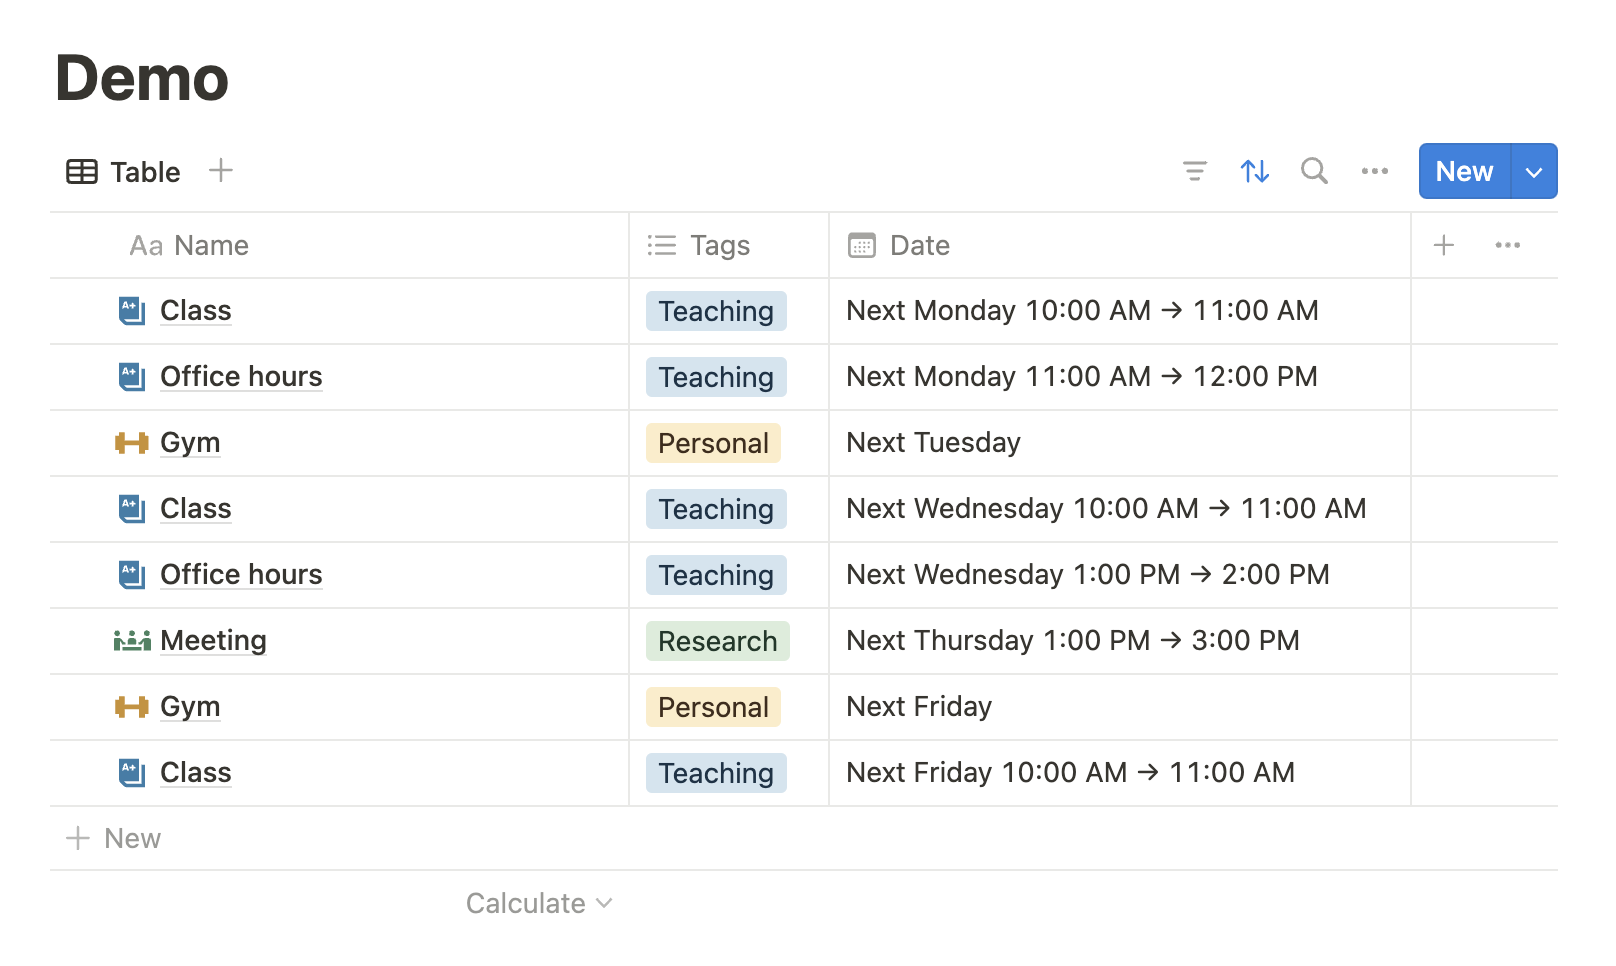 Demo
Table
New
Aa Name Tags Date
Class Teaching Next Monday 10:00 AM → 11:00 AM
Office hours Teaching Next Monday 11:00 AM → 12:00 PM
Gym Personal Next Tuesday
Class Teaching Next Wednesday 10:00 AM → 11:00 AM
Office hours Teaching Next Wednesday 1:00 PM → 2:00 PM
Meeting Research Next Thursday 1:00 PM → 3:00 PM
Gym Personal Next Friday
Class Teaching Next Friday 10:00 AM → 11:00 AM
New
Calculate